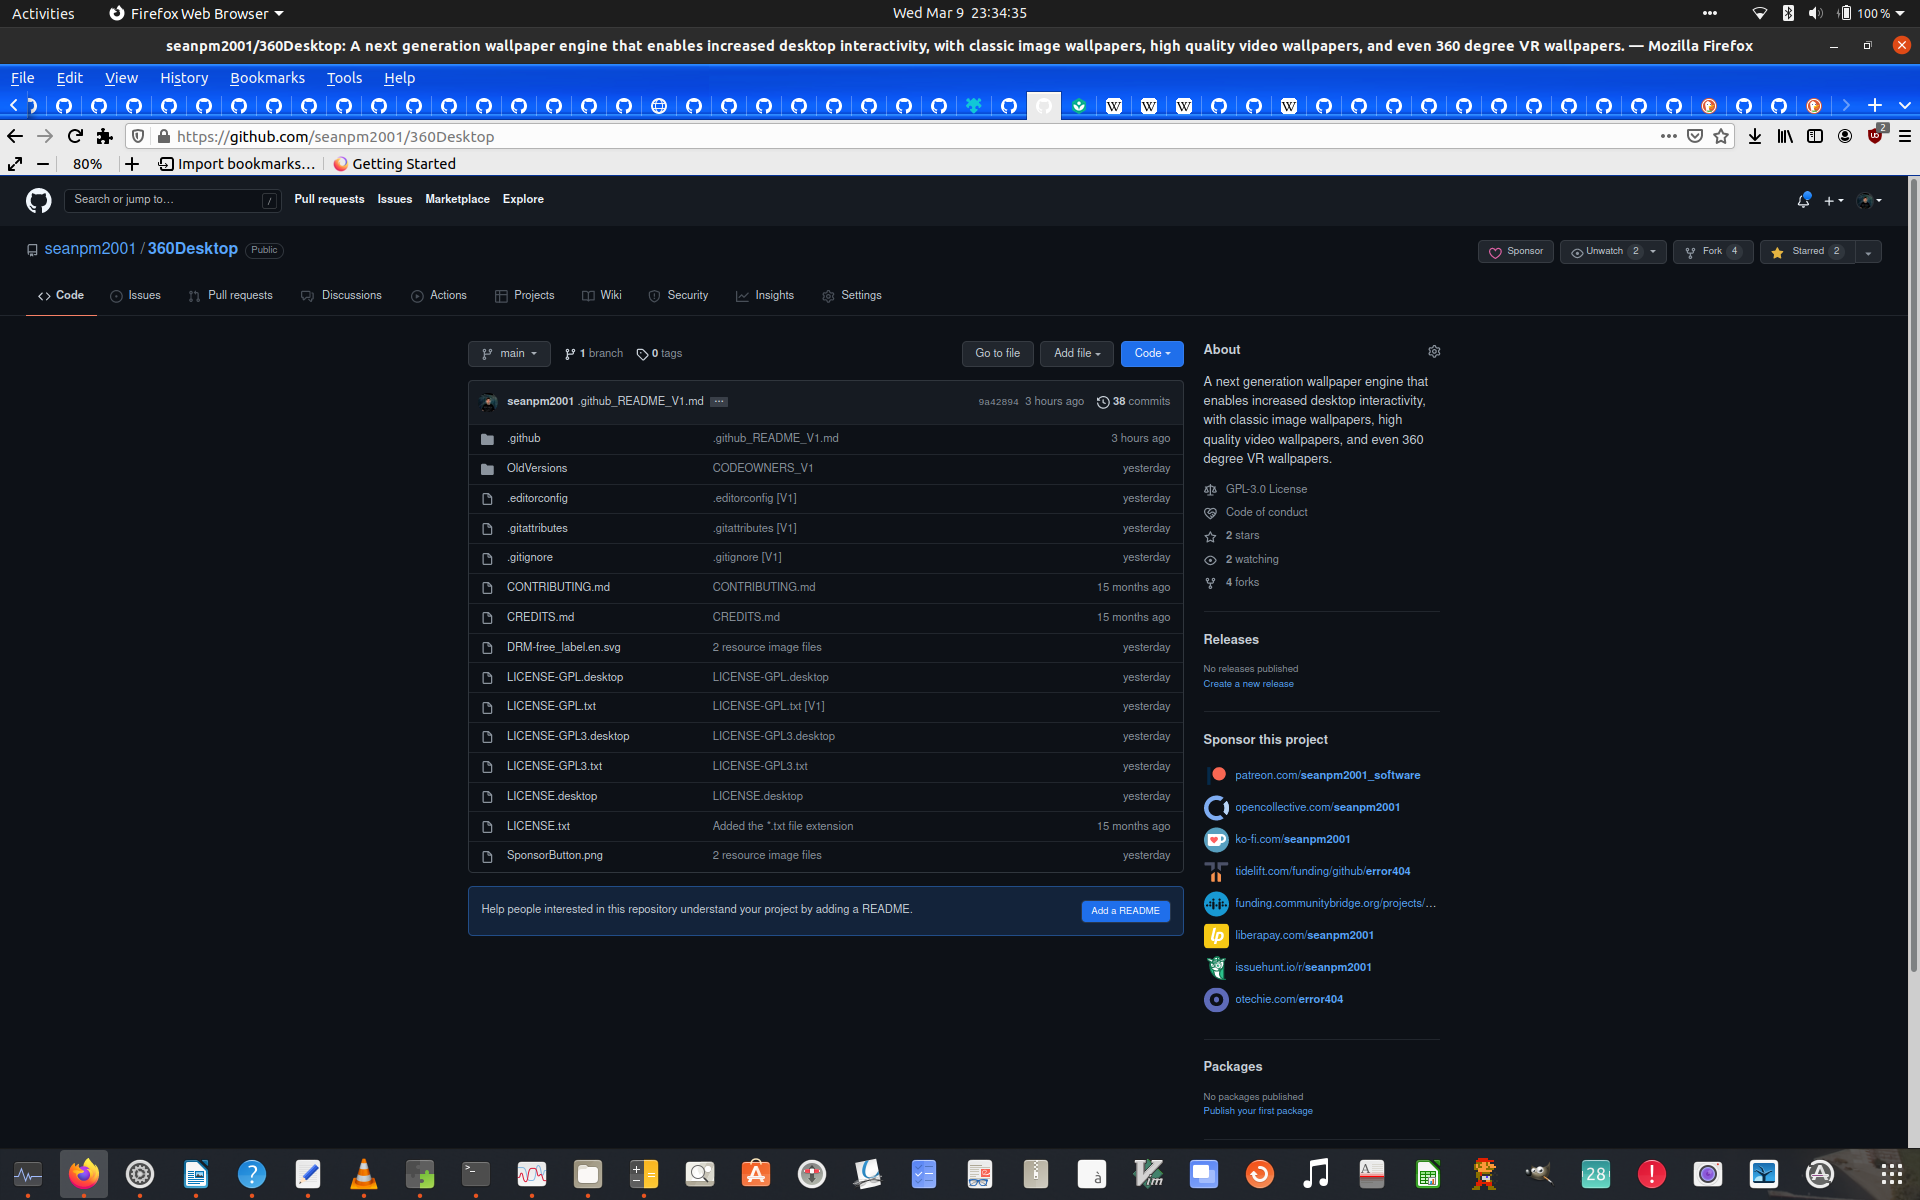 Activities
Firefox Web Browser
Wed Mar 9 23:34:35
100 %
seanpm2001/360Desktop: A next generation wallpaper engine that enables increased desktop interactivity, with classic image wallpapers, high quality video wallpapers, and even 360 degree VR wallpapers. — Mozilla Firefox
File Edit View History Bookmarks Tools Help
https://github.com/seanpm2001/360Desktop
2
80%
Import bookmarks...
Getting Started
Search or jump to...
/
Pull requests
Issues
Marketplace
Explore
seanpm2001 / 360Desktop
Public
Sponsor
Unwatch 2
Fork 4
Starred 2
Code
Issues
Pull requests
Discussions
Actions
Projects
Wiki
Security
Insights
Settings
main
1 branch
0 tags
Go to file
Add file
Code
seanpm2001 .github_README_V1.md
9a42894 3 hours ago
38 commits
.github .github_README_V1.md 3 hours ago
OldVersions CODEOWNERS_V1 yesterday
.editorconfig .editorconfig [V1] yesterday
.gitattributes .gitattributes [V1] yesterday
.gitignore .gitignore [V1] yesterday
CONTRIBUTING.md CONTRIBUTING.md 15 months ago
CREDITS.md CREDITS.md 15 months ago
DRM-free_label.en.svg 2 resource image files yesterday
LICENSE-GPL.desktop LICENSE-GPL.desktop yesterday
LICENSE-GPL.txt LICENSE-GPL.txt [V1] yesterday
LICENSE-GPL3.desktop LICENSE-GPL3.desktop yesterday
LICENSE-GPL3.txt LICENSE-GPL3.txt yesterday
LICENSE.desktop LICENSE.desktop yesterday
LICENSE.txt Added the *.txt file extension 15 months ago
SponsorButton.png 2 resource image files yesterday
Help people interested in this repository understand your project by adding a README.
Add a README
About
A next generation wallpaper engine that
enables increased desktop interactivity,
with classic image wallpapers, high
quality video wallpapers, and even 360
degree VR wallpapers.
GPL-3.0 License
Code of conduct
2 stars
2 watching
4 forks
Releases
No releases published
Create a new release
Sponsor this project
patreon.com/seanpm2001_software
opencollective.com/seanpm2001
ko-fi.com/seanpm2001
tidelift.com/funding/github/error404
funding.communitybridge.org/projects/...
liberapay.com/seanpm2001
issuehunt.io/r/seanpm2001
otechie.com/error404
Packages
No packages published
Publish your first package
28